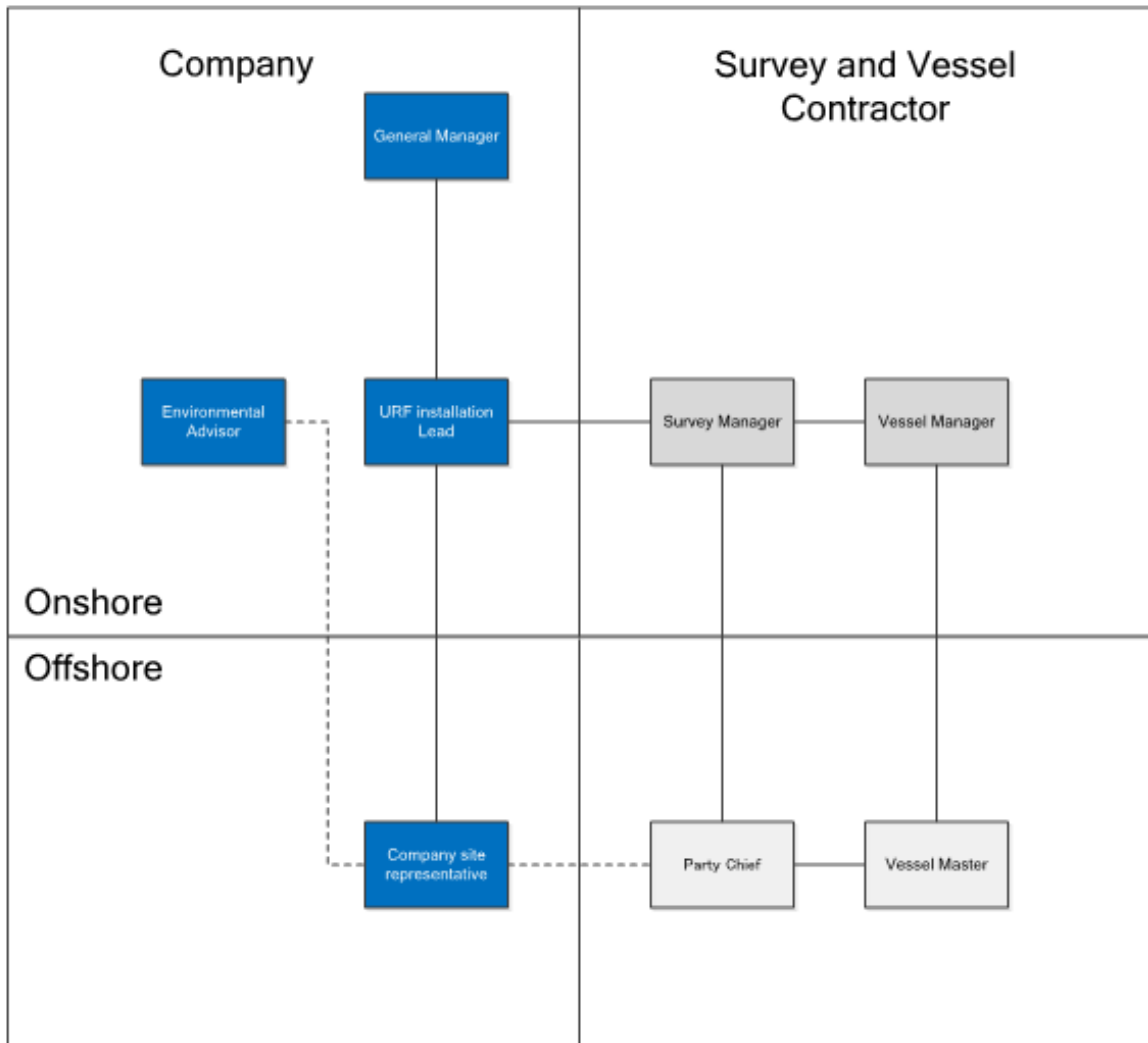 Company
Survey and Vessel
Contractor
General Manager
Environmental
Advisor
URF installation
Lead
Survey Manager
Vessel Manager
Onshore
Offshore
Company site
representative
Party Chief
Vessel Master